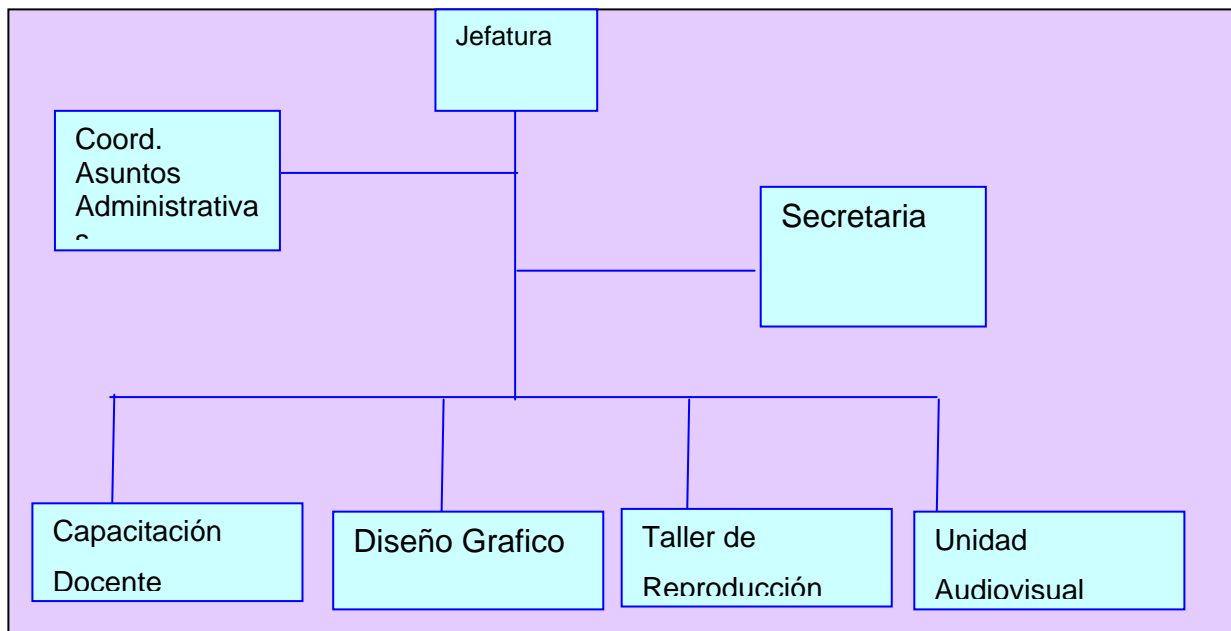 Jefatura
Coord.
Asuntos
Administrativa
s
Secretaria
Capacitación
Docente
Diseño Grafico
Taller de
Reproducción
Unidad
Audiovisual